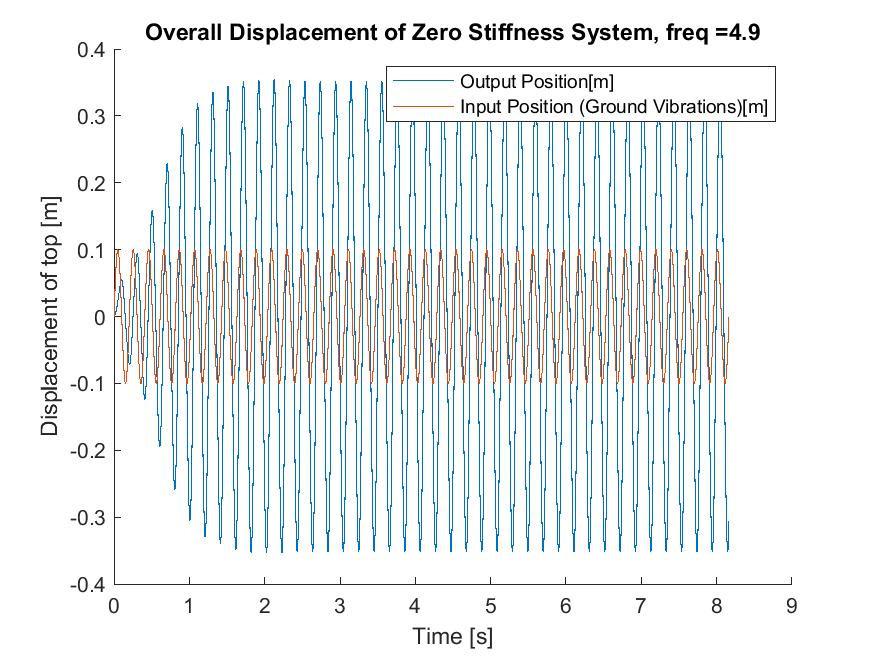 Overall Displacement of Zero Stiffness System, freq =4.9
Output Position[m]
Input Position (Ground Vibrations)[m]
Displacement of top [m]
0.4
0.3
0.2
0.1
0
-0.1
-0.2
-0.3
-0.4
0 1 2 3 4 5 6 7 8 9
Time [s]